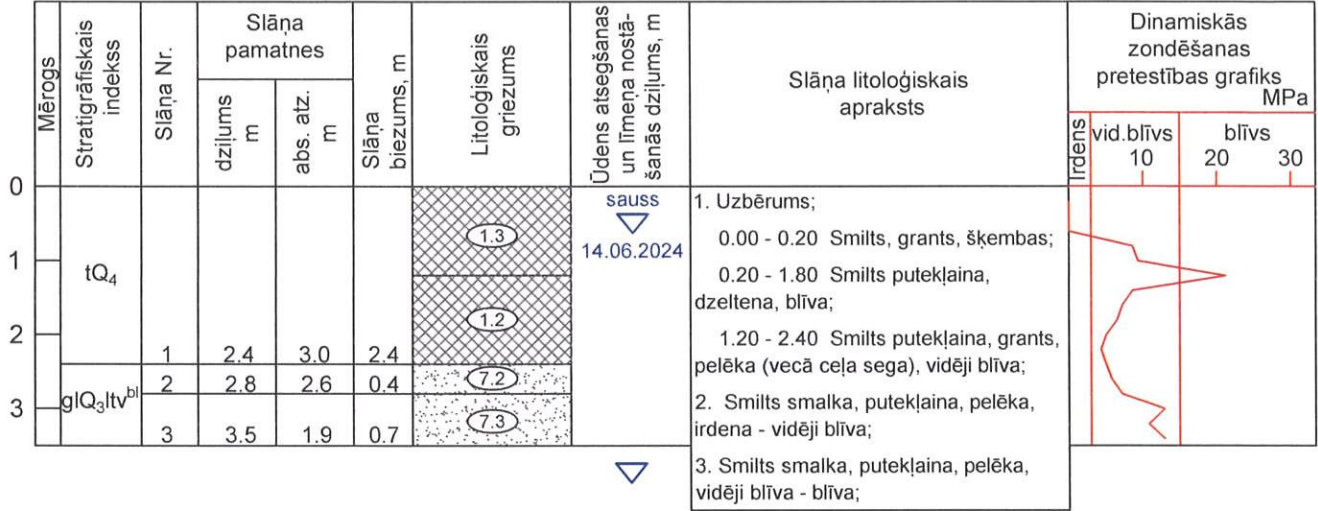 Mērogs
Stratigrāfiskais
indekss
Slāņa Nr.
Slāņa
pamatnes
dziļums
m
abs. atz.
m
Slāņa
biezums, m
Litoloģiskais
griezums
Ūdens atsegšanas
un līmeņa nostā-
šanās dziļums, m
Slāņa litoloģiskais
apraksts
Dinamiskās
zondēšanas
pretestības grafiks
MPa
Irdens
vid.blīvs
blīvs
10
20
30
0
1
2
3
tQ₄
glQ₃ltvᵇˡ
1 2.4 3.0 2.4
2 2.8 2.6 0.4
3 3.5 1.9 0.7
1.3
1.2
7.2
7.3
sauss
14.06.2024
1. Uzbērums;
0.00 - 0.20 Smilts, grants, šķembas;
0.20 - 1.80 Smilts putekļaina,
dzeltena, blīva;
1.20 - 2.40 Smilts putekļaina, grants,
pelēka (vecā ceļa sega), vidēji blīva;
2. Smilts smalka, putekļaina, pelēka,
irdena - vidēji blīva;
3. Smilts smalka, putekļaina, pelēka,
vidēji blīva - blīva;